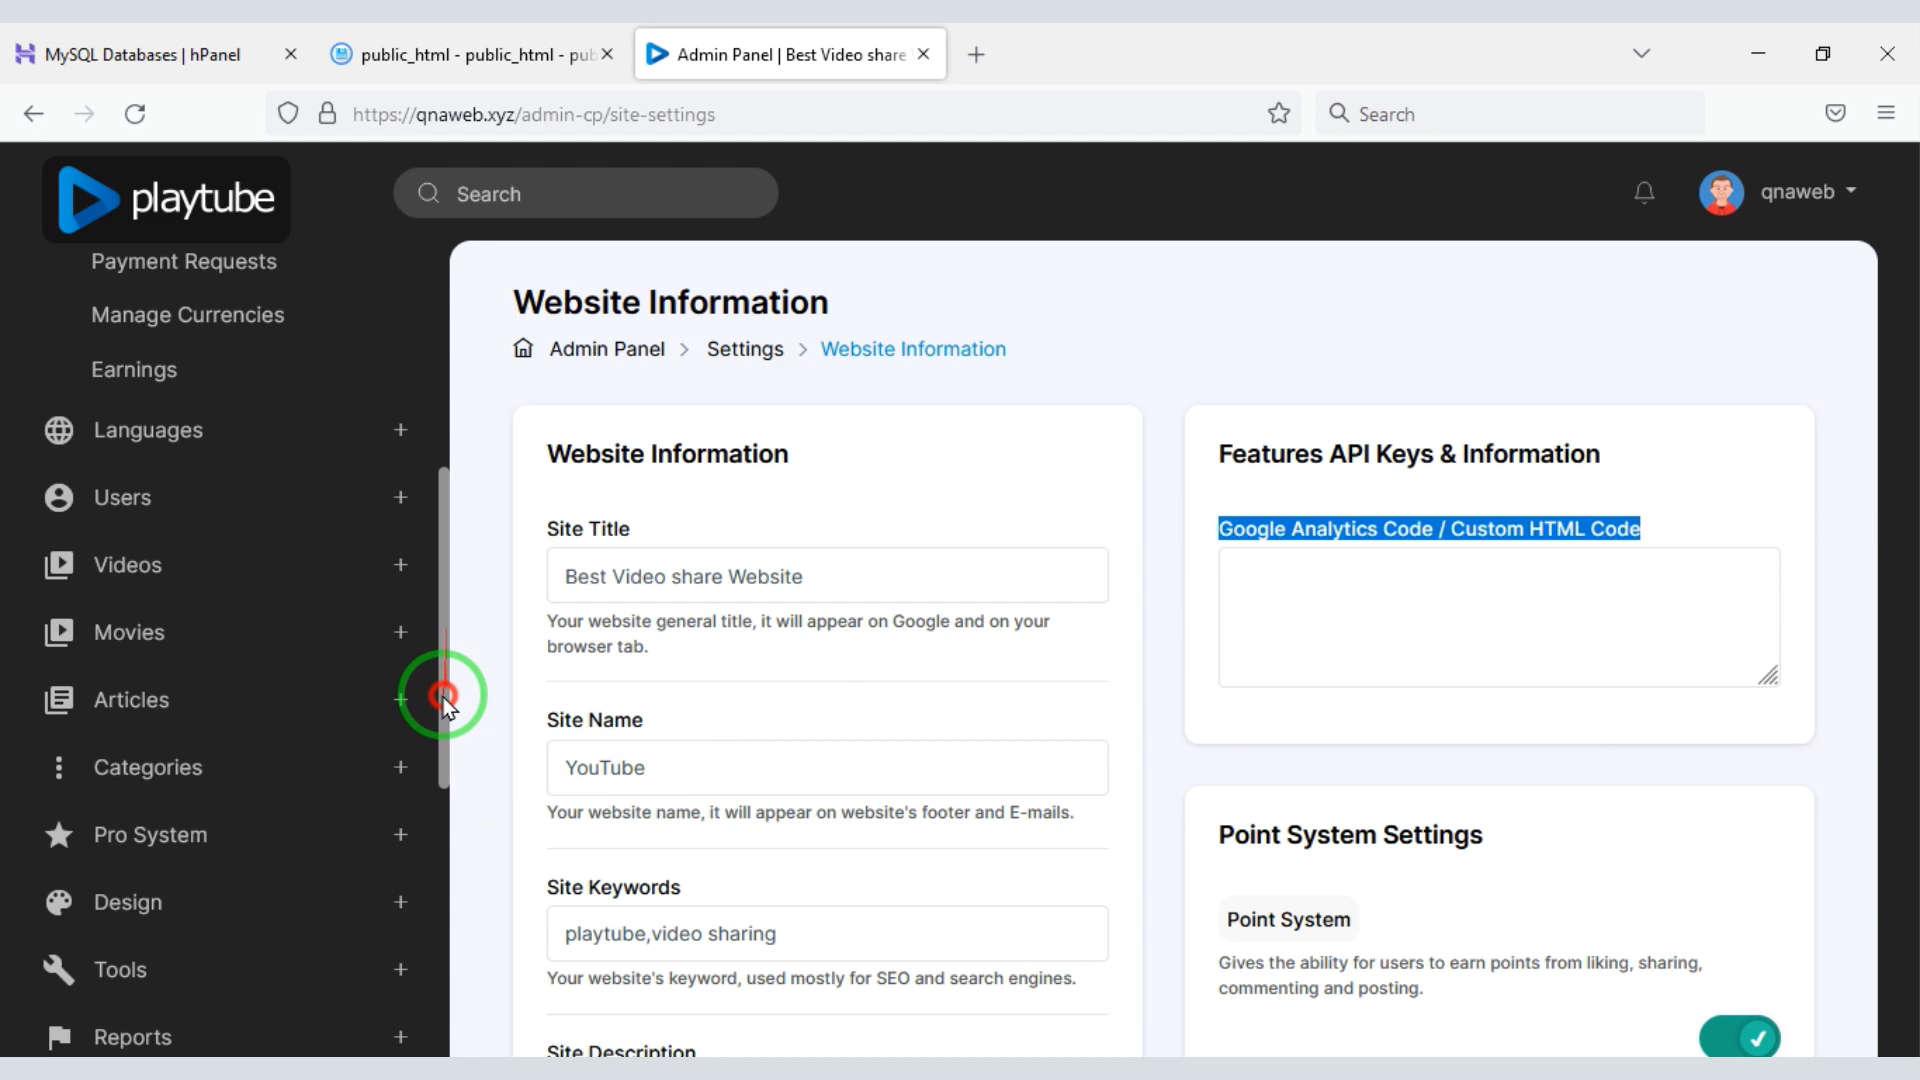 MySQL Databases | hPanel
public_html - public_html - pub
Admin Panel | Best Video share
https://qnaweb.xyz/admin-cp/site-settings
Search
playtube
Search
qnaweb
Payment Requests
Manage Currencies
Earnings
Languages
Users
Videos
Movies
Articles
Categories
Pro System
Design
Tools
Reports
Website Information
Admin Panel > Settings > Website Information
Website Information
Site Title
Best Video share Website
Your website general title, it will appear on Google and on your
browser tab.
Site Name
YouTube
Your website name, it will appear on website's footer and E-mails.
Site Keywords
playtube,video sharing
Your website's keyword, used mostly for SEO and search engines.
Site Description
Features API Keys & Information
Google Analytics Code / Custom HTML Code
Point System Settings
Point System
Gives the ability for users to earn points from liking, sharing,
commenting and posting.